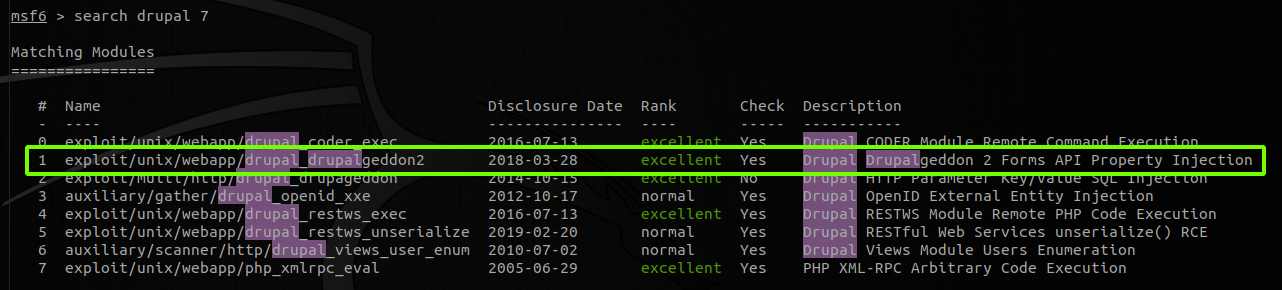 msf6 > search drupal 7
Matching Modules
================
# Name Disclosure Date Rank Check Description
- ---- --------------- ---- ----- -----------
0 exploit/unix/webapp/drupal_coder_exec 2016-07-13 excellent Yes Drupal CODER Module Remote Command Execution
1 exploit/unix/webapp/drupal_drupalgeddon2 2018-03-28 excellent Yes Drupal Drupalgeddon 2 Forms API Property Injection
2 exploit/multi/http/drupal_drupageddon 2014-10-15 excellent No Drupal HTTP Parameter Key/Value SQL Injection
3 auxiliary/gather/drupal_openid_xxe 2012-10-17 normal Yes Drupal OpenID External Entity Injection
4 exploit/unix/webapp/drupal_restws_exec 2016-07-13 excellent Yes Drupal RESTWS Module Remote PHP Code Execution
5 exploit/unix/webapp/drupal_restws_unserialize 2019-02-20 normal Yes Drupal RESTful Web Services unserialize() RCE
6 auxiliary/scanner/http/drupal_views_user_enum 2010-07-02 normal Yes Drupal Views Module Users Enumeration
7 exploit/unix/webapp/php_xmlrpc_eval 2005-06-29 excellent Yes PHP XML-RPC Arbitrary Code Execution